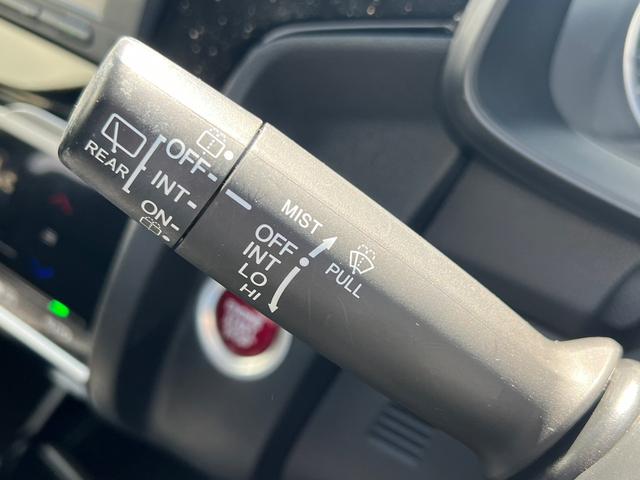 REAR
OFF
INT
ON
MIST
OFF
INT
LO
HI
PULL